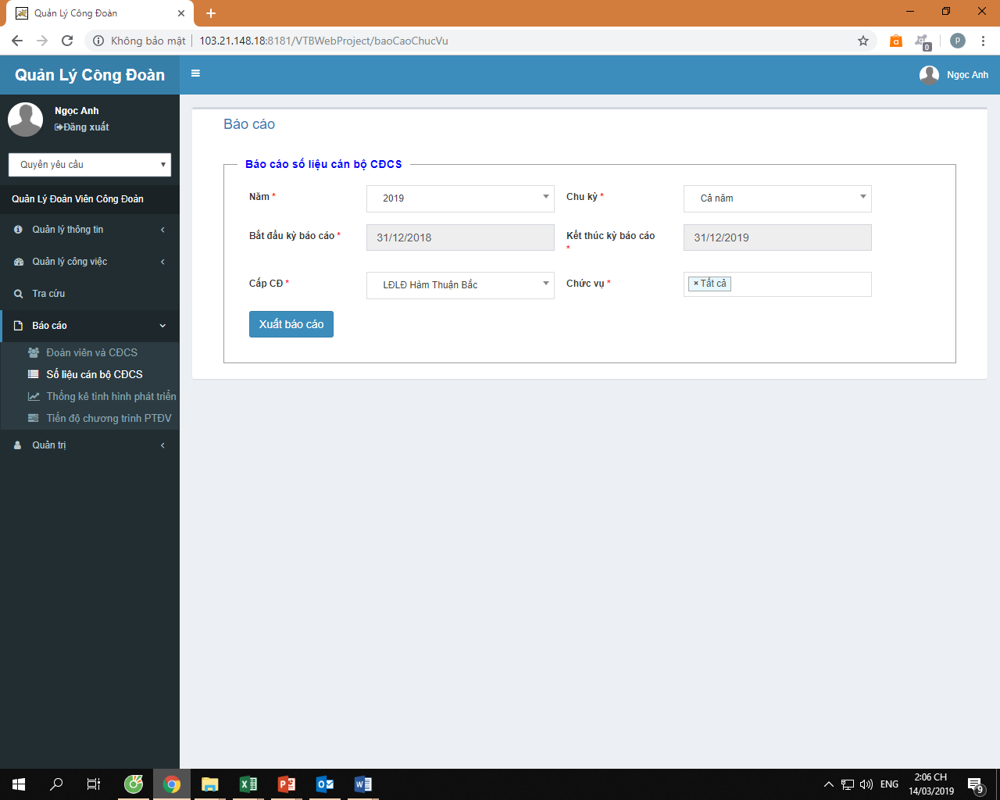 Quản Lý Công Đoàn
Không bảo mật
103.21.148.18:8181/VTBWebProject/baoCaoChucVu
0
P
Quản Lý Công Đoàn
Ngọc Anh
Ngọc Anh
Đăng xuất
Quyền yêu cầu
Quản Lý Đoàn Viên Công Đoàn
Quản lý thông tin
Quản lý công việc
Tra cứu
Báo cáo
Đoàn viên và CĐCS
Số liệu cán bộ CĐCS
Thống kê tình hình phát triển
Tiến độ chương trình PTĐV
Quản trị
Báo cáo
Báo cáo số liệu cán bộ CĐCS
Năm * 2019 Chu kỳ * Cả năm
Bắt đầu kỳ báo cáo * 31/12/2018 Kết thúc kỳ báo cáo * 31/12/2019
Cấp CĐ * LĐLĐ Hàm Thuận Bắc Chức vụ * × Tất cả
Xuất báo cáo
ENG
2:06 CH
14/03/2019
9